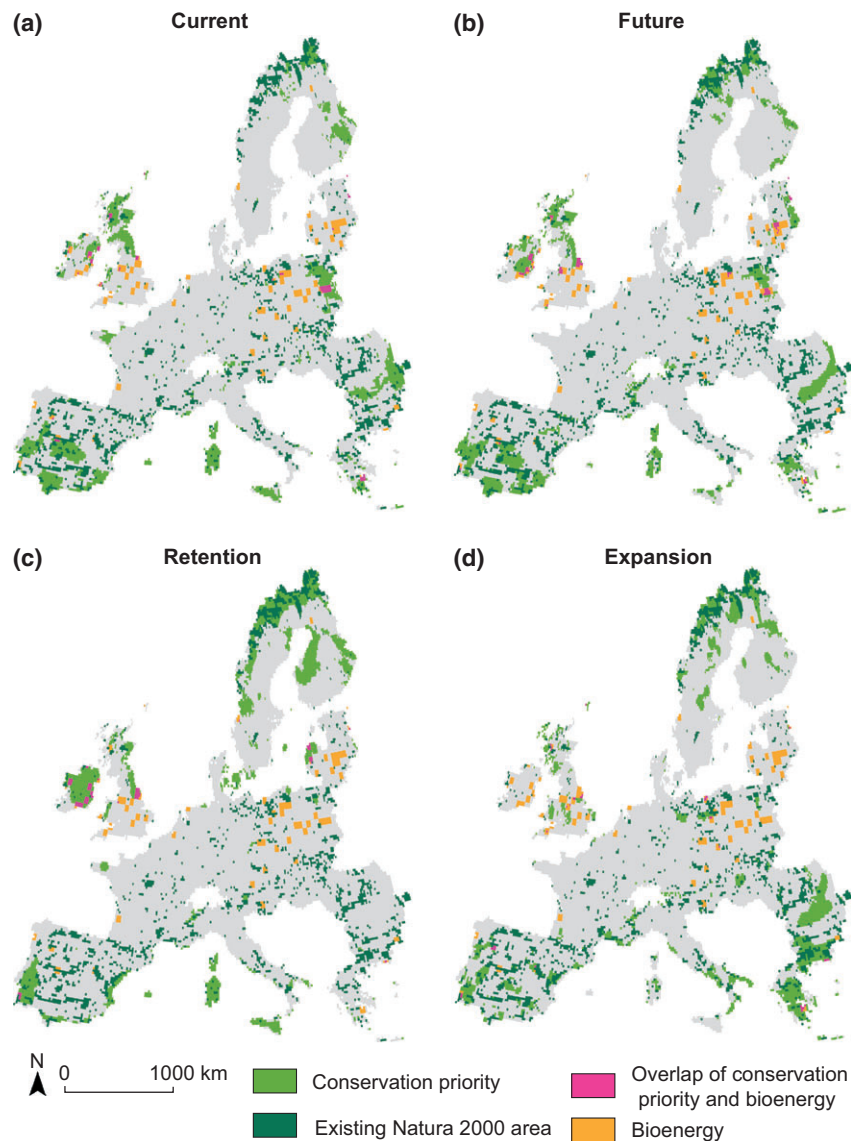 (a) Current
(b) Future
(c) Retention
(d) Expansion
N
0 1000 km
Conservation priority
Existing Natura 2000 area
Overlap of conservation
priority and bioenergy
Bioenergy